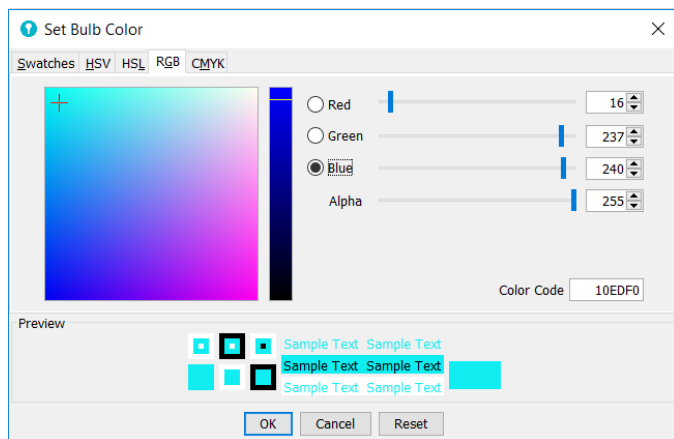 Set Bulb Color
Swatches HSV HSL RGB CMYK
Red 16
Green 237
Blue 240
Alpha 255
Color Code 10EDF0
Preview
Sample Text Sample Text
Sample Text Sample Text
Sample Text Sample Text
OK Cancel Reset